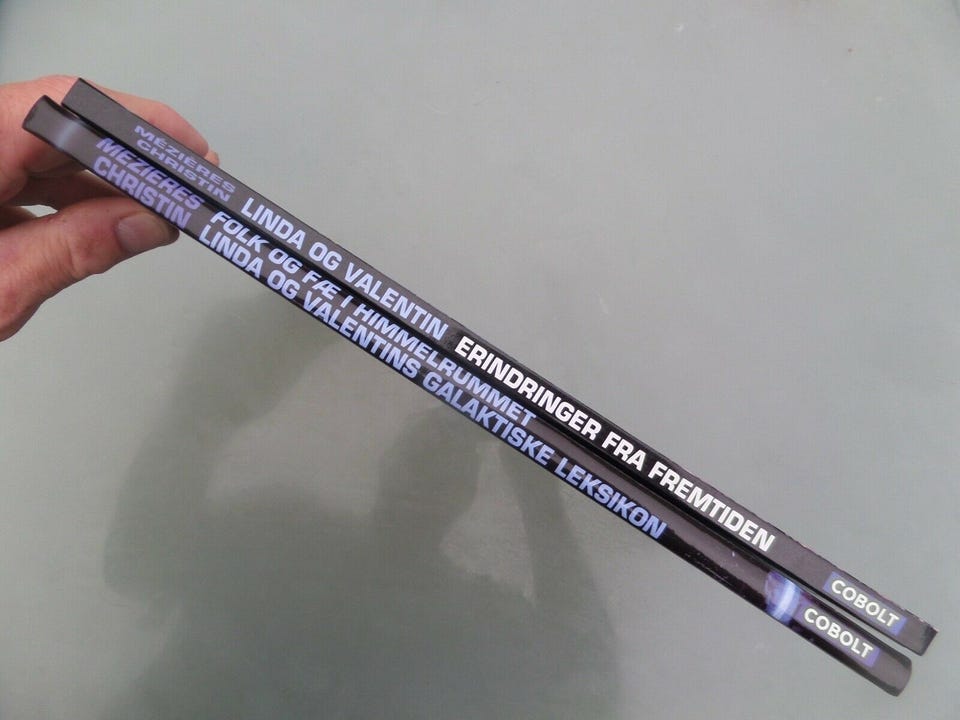 MÉZIÈRES
CHRISTIN
LINDA OG VALENTIN ERINDRINGER FRA FREMTIDEN
COBOLT
MÉZIÈRES
CHRISTIN
FOLK OG FÆ I HIMMELRUMMET
LINDA OG VALENTINS GALAKTISKE LEKSIKON
COBOLT